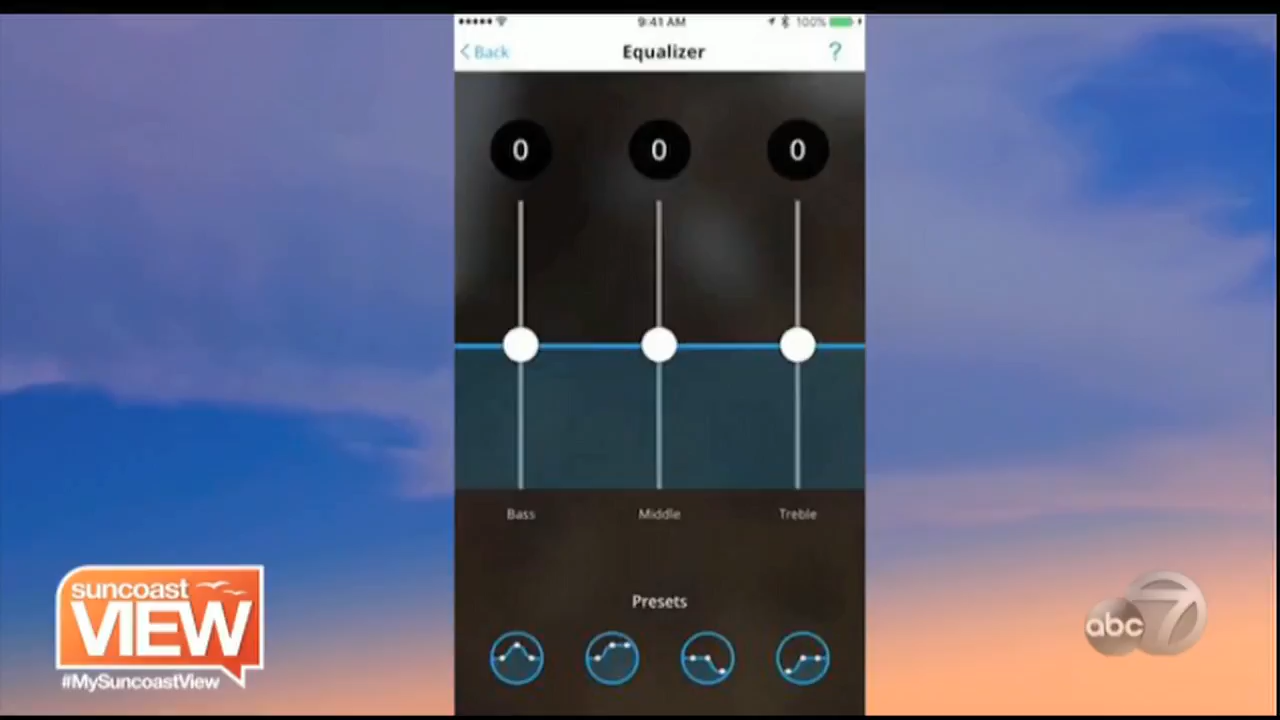 9:41 AM 100%
< Back Equalizer ?
0 0 0
Bass Middle Treble
Presets
suncoast
VIEW
#MySuncoastView
abc 7